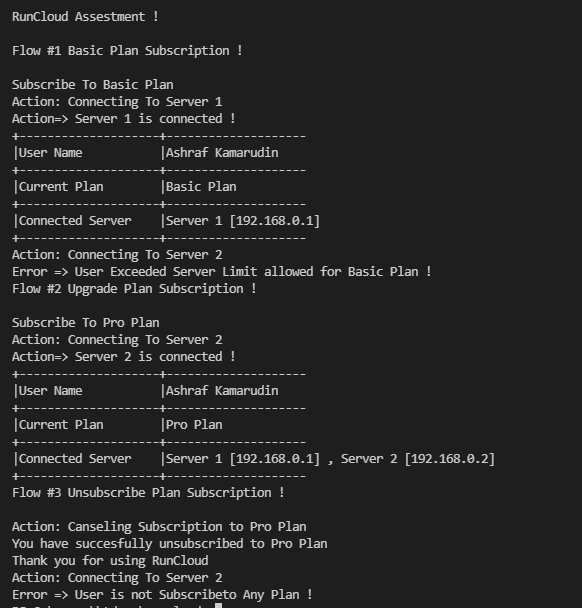 RunCloud Assestment !
Flow #1 Basic Plan Subscription !
Subscribe To Basic Plan
Action: Connecting To Server 1
Action=> Server 1 is connected !
+--------------------+--------------------
|User Name           |Ashraf Kamarudin
+--------------------+--------------------
|Current Plan        |Basic Plan
+--------------------+--------------------
|Connected Server    |Server 1 [192.168.0.1]
+--------------------+--------------------
Action: Connecting To Server 2
Error => User Exceeded Server Limit allowed for Basic Plan !
Flow #2 Upgrade Plan Subscription !
Subscribe To Pro Plan
Action: Connecting To Server 2
Action=> Server 2 is connected !
+--------------------+--------------------
|User Name           |Ashraf Kamarudin
+--------------------+--------------------
|Current Plan        |Pro Plan
+--------------------+--------------------
|Connected Server    |Server 1 [192.168.0.1] , Server 2 [192.168.0.2]
+--------------------+--------------------
Flow #3 Unsubscribe Plan Subscription !
Action: Canseling Subscription to Pro Plan
You have succesfully unsubscribed to Pro Plan
Thank you for using RunCloud
Action: Connecting To Server 2
Error => User is not Subscribeto Any Plan !